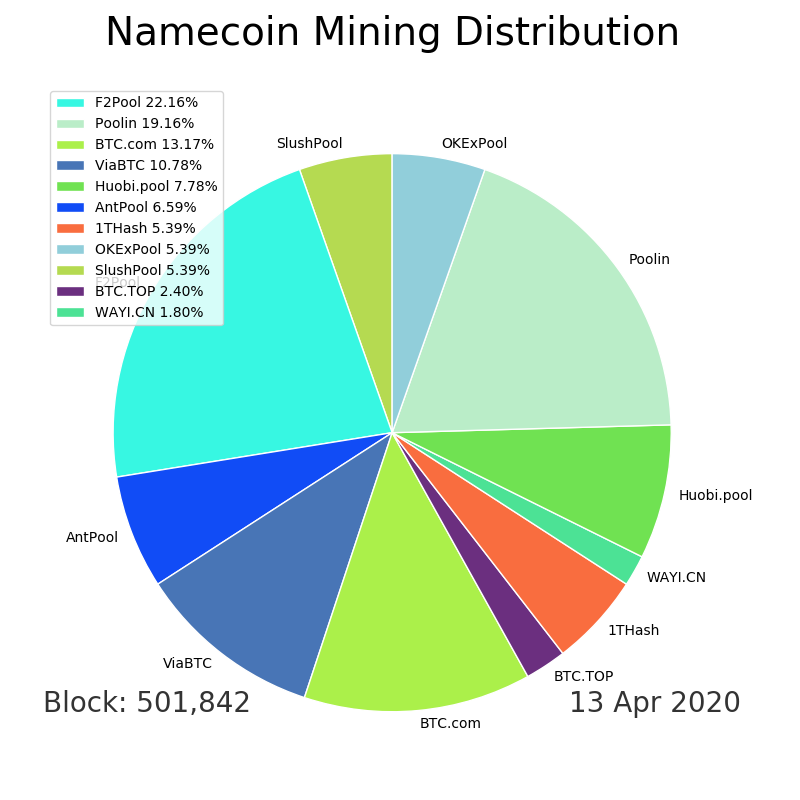 Namecoin Mining Distribution
F2Pool 22.16%
Poolin 19.16%
BTC.com 13.17%
ViaBTC 10.78%
Huobi.pool 7.78%
AntPool 6.59%
1THash 5.39%
OKExPool 5.39%
SlushPool 5.39%
BTC.TOP 2.40%
WAYI.CN 1.80%
SlushPool
OKExPool
Poolin
F2Pool
Huobi.pool
AntPool
WAYI.CN
1THash
ViaBTC
BTC.TOP
BTC.com
Block: 501,842
13 Apr 2020